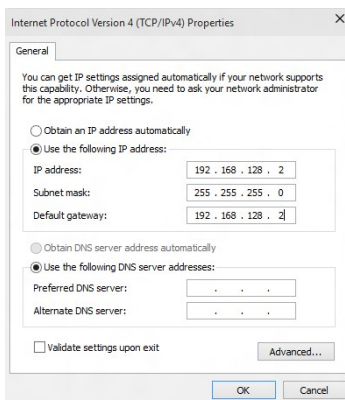 Internet Protocol Version 4 (TCP/IPv4) Properties
General
You can get IP settings assigned automatically if your network supports
this capability. Otherwise, you need to ask your network administrator
for the appropriate IP settings.
Obtain an IP address automatically
Use the following IP address:
IP address: 192 . 168 . 128 . 2
Subnet mask: 255 . 255 . 255 . 0
Default gateway: 192 . 168 . 128 . 2
Obtain DNS server address automatically
Use the following DNS server addresses:
Preferred DNS server: . . .
Alternate DNS server: . . .
Validate settings upon exit
Advanced...
OK Cancel